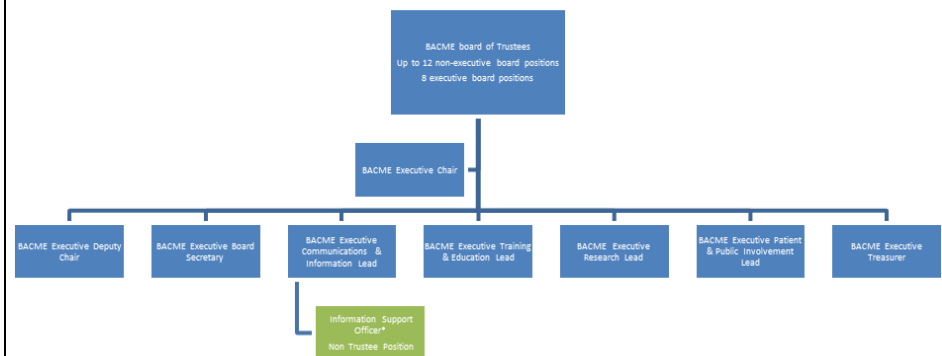 BACME board of Trustees
Up to 12 non-executive board positions
8 executive board positions
BACME Executive Chair
BACME Executive Deputy
Chair
BACME Executive Board
Secretary
BACME Executive
Communications &
Information Lead
BACME Executive Training
& Education Lead
BACME Executive
Research Lead
BACME Executive Patient
& Public Involvement
Lead
BACME Executive
Treasurer
Information Support
Officer*
Non Trustee Position